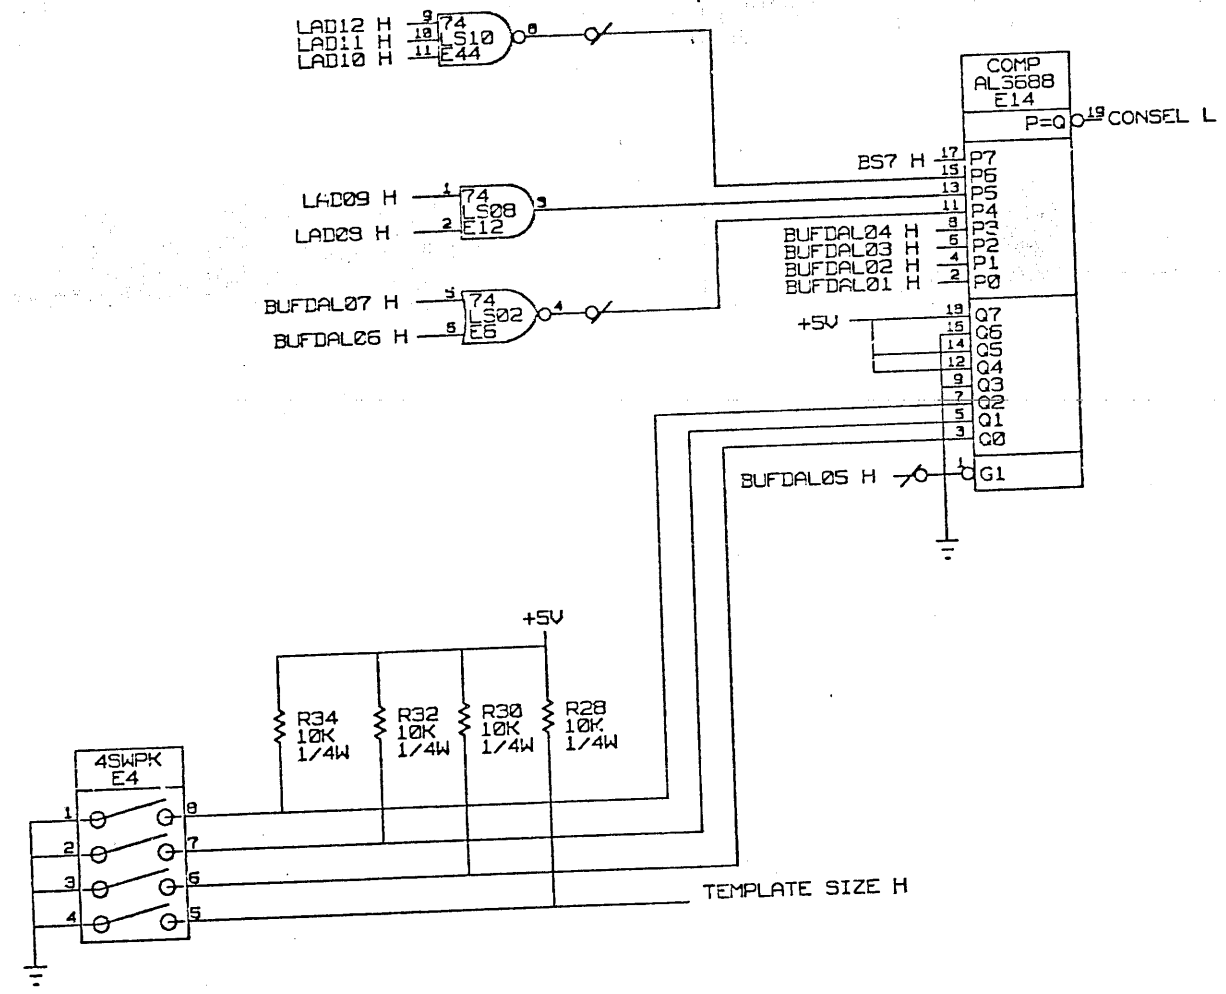 LAD12 H 9 74 8
LAD11 H 10 LS10
LAD10 H 11 E44
COMP
ALS688
E14
P=Q 19 CONSEL L
BS7 H 17 P7
15 P6
13 P5
11 P4
BUFDAL04 H 8 P3
BUFDAL03 H 6 P2
BUFDAL02 H 4 P1
BUFDAL01 H 2 P0
LAD09 H 1 74 3
LS08
LAD09 H 2 E12
BUFDAL07 H 5 74 4
LS02
BUFDAL06 H 6 E6
+5V
Q7
Q6
14 Q5
12 Q4
9 Q3
7 Q2
5 Q1
3 Q0
BUFDAL05 H 1 G1
+5V
R34 R32 R30 R28
10K 10K 10K 10K
1/4W 1/4W 1/4W 1/4W
4SWPK
E4
1 8
2 7
3 6
4 5
TEMPLATE SIZE H